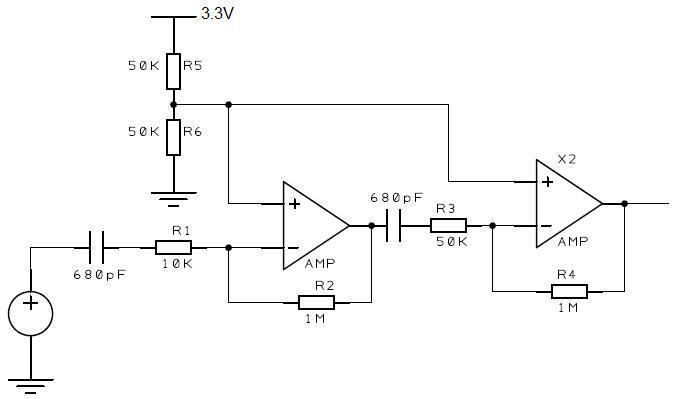 3.3V
50K R5
50K R6
X2
+
680pF
+
R1
R3
-
-
10K
50K
AMP
680pF
AMP
R2
R4
1M
1M
+